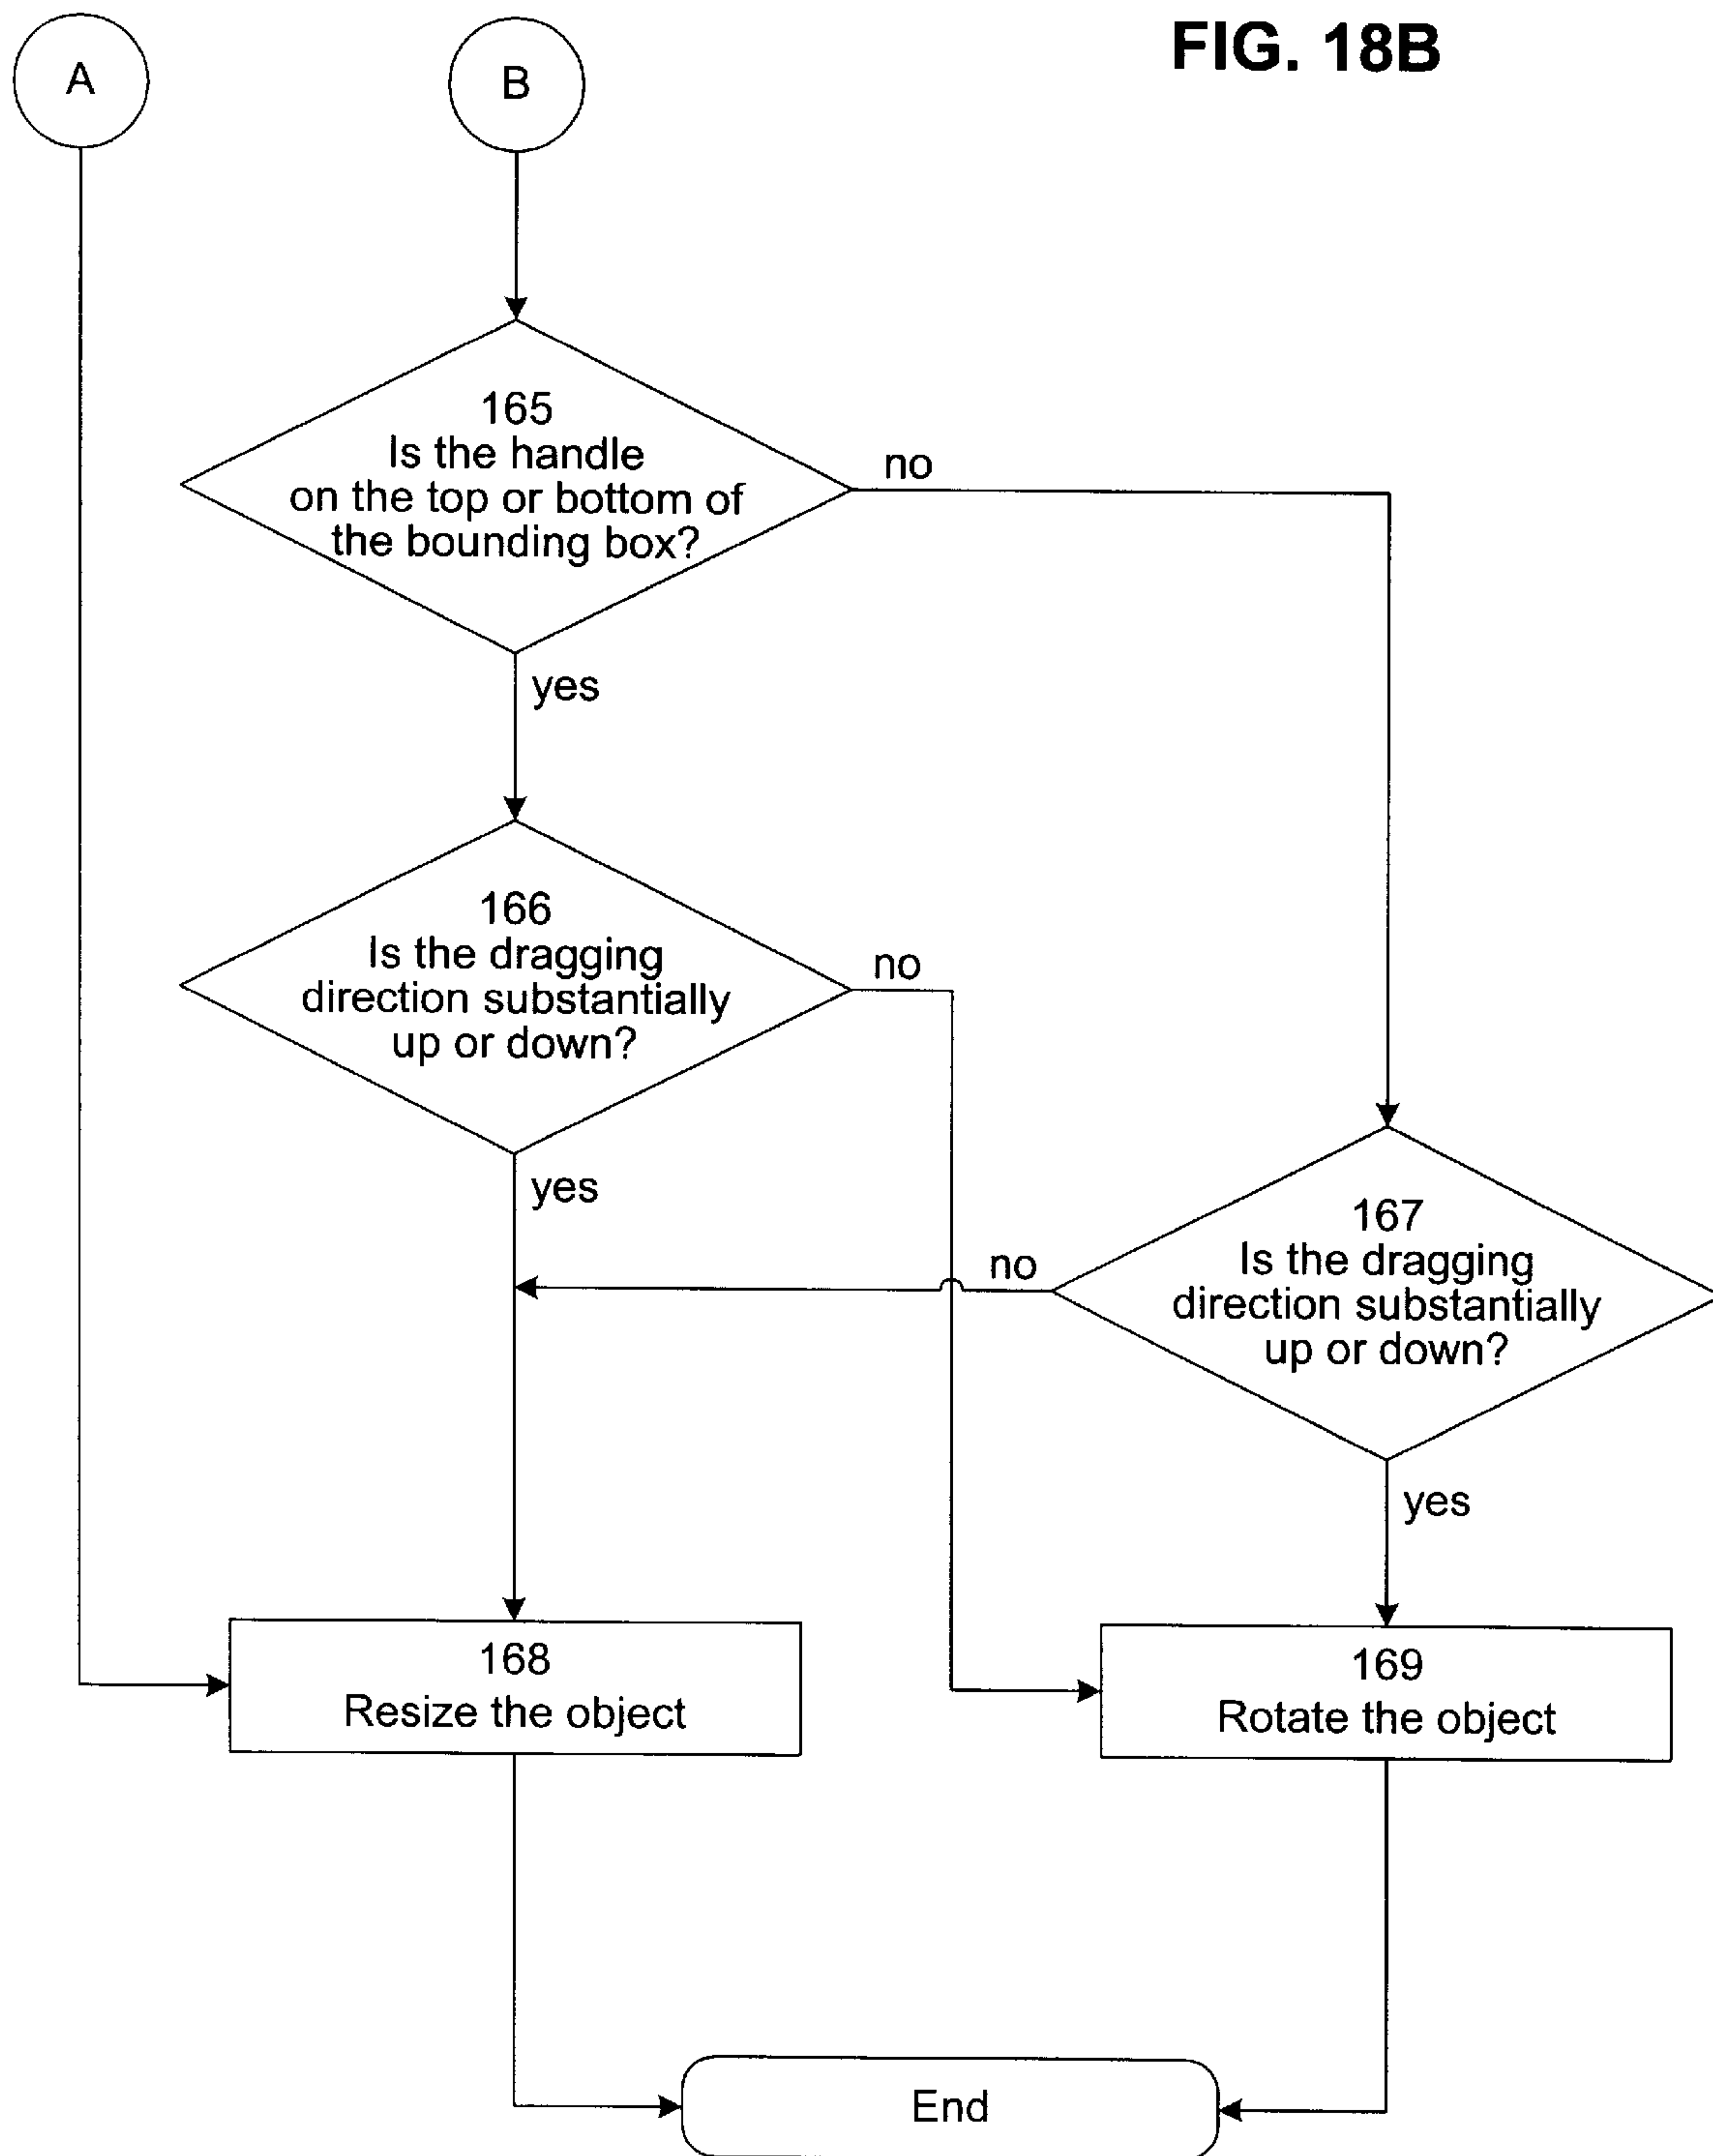 FIG. 18B
A
B
165
Is the handle
on the top or bottom of
the bounding box?
no
yes
166
Is the dragging
direction substantially
up or down?
no
yes
167
Is the dragging
direction substantially
up or down?
no
yes
168
Resize the object
169
Rotate the object
End